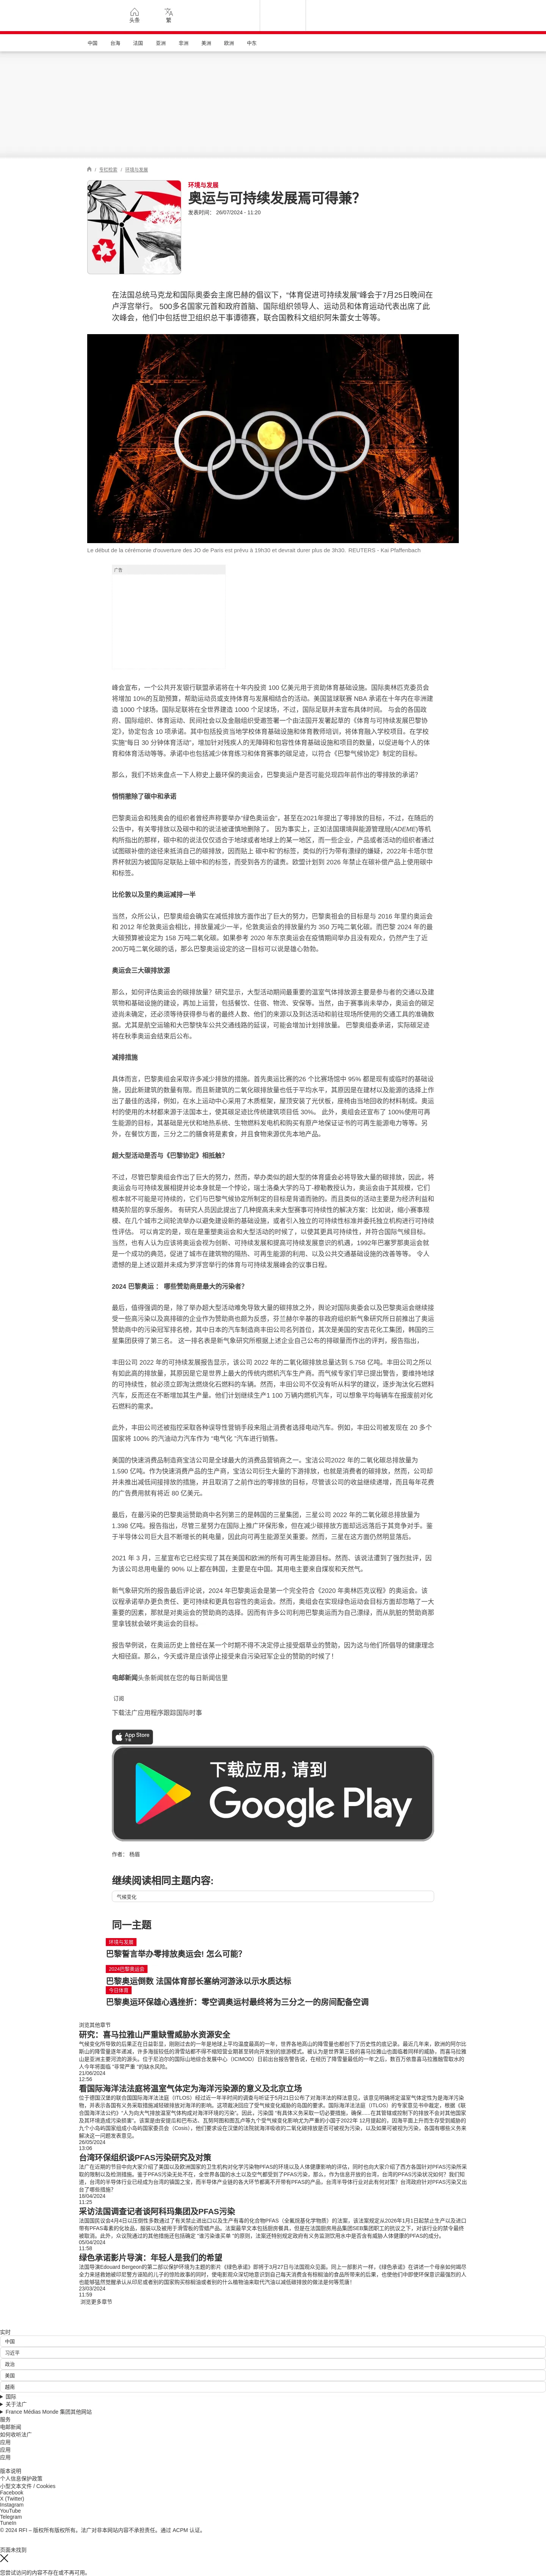 头条
繁
中国 台海 法国 亚洲 非洲 美洲 欧洲 中东
/ 专栏检索 / 环境与发展
环境与发展
奥运与可持续发展焉可得兼?
发表时间: 26/07/2024 - 11:20
在法国总统马克龙和国际奥委会主席巴赫的倡议下，“体育促进可持续发展”峰会于7月25日晚间在
卢浮宫举行。 500多名国家元首和政府首脑、国际组织领导人、运动员和体育运动代表出席了此
次峰会，他们中包括世卫组织总干事谭德赛，联合国教科文组织阿朱蕾女士等等。
Le début de la cérémonie d'ouverture des JO de Paris est prévu à 19h30 et devrait durer plus de 3h30. REUTERS - Kai Pfaffenbach
广告
峰会宣布，一个公共开发银行联盟承诺将在十年内投资 100 亿美元用于资助体育基础设施。国际奥林匹克委员会
将增加 10%的互助预算，帮助运动员或支持体育与发展相结合的活动。美国篮球联赛 NBA 承诺在十年内在非洲建
造 1000 个球场。国际足联将在全世界建造 1000 个足球场，不过，国际足联并未宣布具体时间。 与会的各国政
府、国际组织、体育运动、民间社会以及金融组织受邀签署一个由法国开发署起草的《体育与可持续发展巴黎协
定》，协定包含 10 项承诺。其中包括投资当地学校体育基础设施和体育教师培训，将体育融入学校项目。在学校
实施“每日 30 分钟体育活动”，增加针对残疾人的无障碍和包容性体育基础设施和项目的数量，以促进每个人的体
育和体育活动等等。承诺中也包括减少体育练习和体育赛事的碳足迹，以符合《巴黎气候协定》制定的目标。
那么，我们不妨来盘点一下人称史上最环保的奥运会，巴黎奥运户是否可能兑现四年前作出的零排放的承诺？
悄悄撤除了碳中和承诺
巴黎奥运会和残奥会的组织者曾经声称要举办“绿色奥运会”，甚至在2021年提出了零排放的目标，不过，在随后的
公告中，有关零排放以及碳中和的说法被谨慎地删除了。 因为事实上，正如法国环境與能源管理局(ADEME)等机
构所指出的那样，碳中和的说法仅仅适合于地球或者地球上的某一地区，而一些企业，产品或者活动的组织者通过
试图碳补偿的途径来抵消自己的碳排放，因而贴上 碳中和”的标签，类似的行为带有漂绿的嫌疑，2022年卡塔尔世
界杯就因为被国际足联贴上碳中和的标签，而受到各方的谴责。欧盟计划到 2026 年禁止在碳补偿产品上使用碳中
和标签。
比伦敦以及里约奥运减排一半
当然，众所公认，巴黎奥组会确实在减低排放方面作出了巨大的努力，巴黎奥祖会的目标是与 2016 年里约奥运会
和 2012 年伦敦奥运会相比，排放量减少一半，伦敦奥运会的排放量约为 350 万吨二氧化碳。而巴黎 2024 年的最
大碳预算被设定为 158 万吨二氧化碳。如果参考 2020 年东京奥运会在疫情期间举办且没有观众，仍然产生了近
200万吨二氧化碳的话，那么巴黎奥运设定的这一目标可以说是雄心勃勃。
奥运会三大碳排放源
那么，如何评估奥运会的碳排放量? 研究显示，大型活动期间最重要的温室气体排放源主要是参与者的交通以及建
筑物和基础设施的建设，再加上运营，包括餐饮、住宿、物流、安保等。当然，由于赛事尚未举办，奥运会的碳足
迹尚未确定，还必须等待获得参与者的最终人数、他们的来源以及到达活动前往现场所使用的交通工具的准确数
据。尤其是航空运输和大巴黎快车公共交通线路的延误，可能会增加计划排放量。 巴黎奥组委承诺，实际碳足迹
将在秋季奥运会结束后公布。
减排措施
具体而言，巴黎奥组会采取许多减少排放的措施。首先奥运比赛的26 个比赛场馆中 95% 都是现有或临时的基础设
施，因此新建筑的数量有限。而且新建筑的二氧化碳排放量也低于平均水平，其原因是在建材以及能源的选择上作
出了最佳的选择，例如，在水上运动中心采用了木质框架，屋顶安装了光伏板，座椅由当地回收的材料制成。奥运
村的使用的木材都来源于法国本土，使其碳足迹比传统建筑项目低 30%。 此外，奥组会还宣布了 100%使用可再
生能源的目标，其基础是光伏和地热系统、生物燃料发电机和购买有原产地保证证书的可再生能源电力等等。另
外，在餐饮方面，三分之二的膳食将是素食，并且食物来源优先本地产品。
超大型活动是否与《巴黎协定》相抵触?
不过，尽管巴黎奥组会作出了巨大的努力，然而，举办类似的超大型的体育盛会必将导致大量的碳排放，因此，将
奥运会与可持续发展相提并论本身就是一个悖论，瑞士洛桑大学的马丁-穆勒教授认为，奥运会由于其规模，它们
根本就不可能是可持续的，它们与巴黎气候协定所制定的目标是背道而驰的。而且类似的活动主要是为经济利益和
精英阶层的享乐服务。 有研究人员因此提出了几种提高未来大型赛事可持续性的解决方案：比如说，缩小赛事规
模、在几个城市之间轮流举办以避免建设新的基础设施，或者引入独立的可持续性标准并委托独立机构进行可持续
性评估。 可以肯定的是，现在是重塑奥运会和大型活动的时候了，以使其更具可持续性，并符合国际气候目标。
当然，也有人认为应该将奥运会视为创新、可持续发展和提高可持续发展意识的机遇，1992年巴塞罗那奥运会就
是一个成功的典范，促进了城市在建筑物的隔热、可再生能源的利用、以及公共交通基础设施的改善等等。 令人
遗憾的是上述议题并未成为罗浮宫举行的体育与可持续发展峰会的议事日程。
2024 巴黎奥运 ： 哪些赞助商是最大的污染者?
最后，值得强调的是，除了举办超大型活动难免导致大量的碳排放之外，舆论对国际奥委会以及巴黎奥运会继续接
受一些高污染以及高排碳的企业作为赞助商也颇为反感，芬兰赫尔辛基的非政府组织新气象研究所日前推出了奥运
赞助商中的污染冠军排名榜，其中日本的汽车制造商丰田公司名列首位，其次是美国的安吉花化工集团，韩国的三
星集团获得了第三名。 这一排名表是新气象研究所根据上述企业自己公布的排碳量而作出的评判的，报告指出，
丰田公司 2022 年的可持续发展报告显示，该公司 2022 年的二氧化碳排放总量达到 5.758 亿吨。丰田公司之所以
有如此高的排放量，其原因是它是世界上最大的传统内燃机汽车生产商。而气候专家们早已提出警告，要维持地球
的可持续性，就必须立即淘汰燃烧化石燃料的车辆。然而，丰田公司不仅没有听从科学的建议，逐步淘汰化石燃料
汽车，反而还在不断增加其生产量。他们计划继续生产1 100 万辆内燃机汽车，可以想象平均每辆车在报废前对化
石燃料的需求。
此外，丰田公司还被指控采取各种误导性营销手段来阻止消费者选择电动汽车。例如，丰田公司被发现在 20 多个
国家将 100% 的汽油动力汽车作为 “电气化 ”汽车进行销售。
美国的快速消费品制造商宝洁公司是全球最大的消费品营销商之一。宝洁公司2022 年的二氧化碳总排放量为
1.590 亿吨。作为快速消费产品的生产商，宝洁公司衍生大量的下游排放，也就是消费者的碳排放，然而，公司却
并未推出减低间接排放的措施，并且取消了之前作出的零排放的目标，尽管该公司的收益继续递增，而且每年花费
的广告费用就有将近 80 亿美元。
最后，在最污染的巴黎奥运赞助商中名列第三的是韩国的三星集团，三星公司 2022 年的二氧化碳总排放量为
1.398 亿吨。报告指出，尽管三星努力在国际上推广环保形象，但在减少碳排放方面却远远落后于其竞争对手。鉴
于半导体公司巨大且不断增长的耗电量，因此向可再生能源至关重要。然而，三星在这方面仍然明显落后。
2021 年 3 月，三星宣布它已经实现了其在美国和欧洲的所有可再生能源目标。然而、该说法遭到了强烈批评，因
为该公司总用电量的 90% 以上都在韩国，主要是在中国。其用电主要来自煤炭和天然气。
新气象研究所的报告最后评论说，2024 年巴黎奥运会是第一个完全符合《2020 年奥林匹克议程》的奥运会。该
议程承诺举办更负责任、更可持续和更具包容性的奥运会。然而，奥组会在实现绿色运动会目标方面却忽略了一大
重要的因素，那就是对奥运会的赞助商的选择。因而有许多公司利用巴黎奥运而为自己漂绿，而从肮脏的赞助商那
里拿钱就会破坏奥运会的目标。
报告举例说，在奥运历史上曾经在某一个时期不得不决定停止接受烟草业的赞助，因为这与他们所倡导的健康理念
大相径庭。那么，今天或许是应该停止接受来自污染冠军企业的赞助的时候了！
电邮新闻头条新闻就在您的每日新闻信里
订阅
下载法广应用程序跟踪国际时事
App Store
下载
下载应用，请到
Google Play
作者： 杨眉
继续阅读相同主题内容:
气候变化
同一主题
环境与发展
巴黎誓言举办零排放奥运会! 怎么可能？
2024巴黎奥运会
巴黎奥运倒数 法国体育部长塞纳河游泳以示水质达标
今日体育
巴黎奥运环保雄心遇挫折：零空调奥运村最终将为三分之一的房间配备空调
浏览其他章节
研究：喜马拉雅山严重缺雪威胁水资源安全
21/06/2024
12:56
看国际海洋法法庭将温室气体定为海洋污染源的意义及北京立场
26/05/2024
13:08
台湾环保组织谈PFAS污染研究及对策
16/04/2024
11:25
采访法国调查记者谈阿科玛集团及PFAS污染
05/04/2024
11:58
绿色承诺影片导演：年轻人是我们的希望
23/03/2024
11:59
浏览更多章节
实时
中国
习近平
政治
美国
越南
国际
关于法广
France Médias Monde 集团其他网站
服务
电邮新闻
如何收听法广
应用
应用
应用
版本说明
个人信息保护政策
小型文本文件 / Cookies
Facebook
X (Twitter)
Instagram
YouTube
Telegram
TuneIn
© 2024 RFI – 版权所有版权所有。法广对非本网站内容不承担责任。通过 ACPM 认证。
页面未找到
您尝试访问的内容不存在或不再可用。